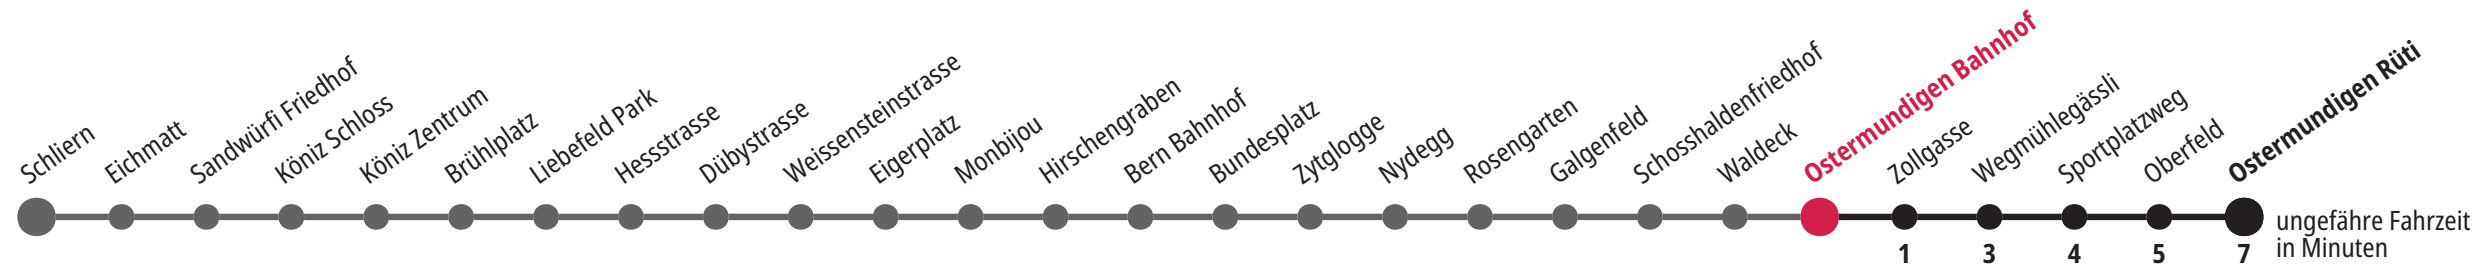 Schliern
Eichmatt
Sandwürfi Friedhof
Köniz Schloss
Köniz Zentrum
Brühlplatz
Liebefeld Park
Hessstrasse
Dübystrasse
Weissensteinstrasse
Eigerplatz
Monbijou
Hirschengraben
Bern Bahnhof
Bundesplatz
Zytglogge
Nydegg
Rosengarten
Galgenfeld
Schosshaldenfriedhof
Waldeck
Ostermundigen Bahnhof
Zollgasse
Wegmühlegässli
Sportplatzweg
Oberfeld
Ostermundigen Rüti
1 3 4 5 7
ungefähre Fahrzeit
in Minuten